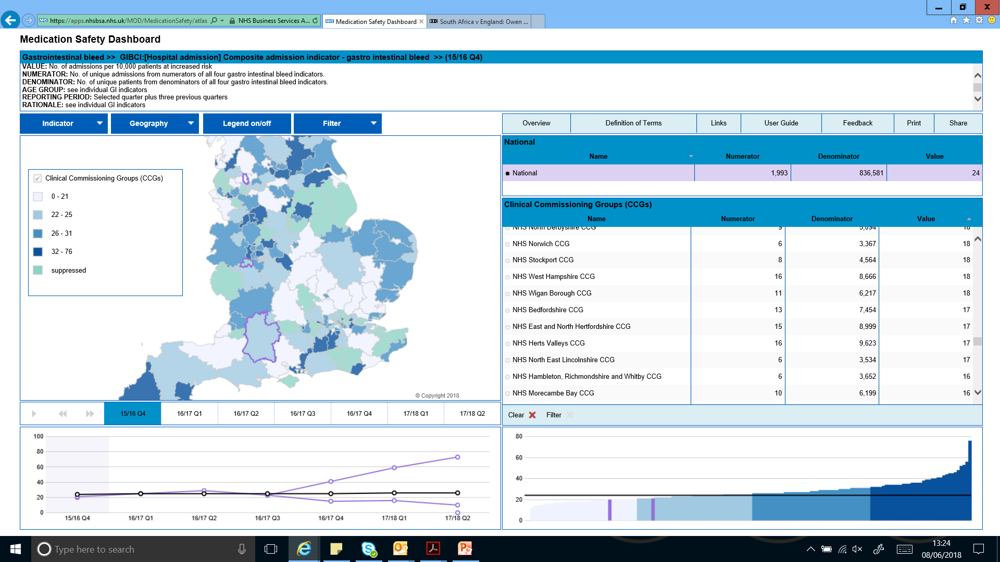 NHS https://apps.nhsbsa.nhs.uk/MOD/MedicationSafety/atlas
NHS Business Services A...
NHS Medication Safety Dashboard
BBC South Africa v England: Owen ...
Medication Safety Dashboard
Gastrointestinal bleed >> GIBCI:[Hospital admission] Composite admission indicator - gastro intestinal bleed >> (15/16 Q4)
VALUE: No. of admissions per 10,000 patients at increased risk
NUMERATOR: No. of unique admissions from numerators of all four gastro intestinal bleed indicators.
DENOMINATOR: No. of unique patients from denominators of all four gastro intestinal bleed indicators.
AGE GROUP: see individual GI indicators
REPORTING PERIOD: Selected quarter plus three previous quarters
RATIONALE: see individual GI indicators
Indicator Geography Legend on/off Filter
Overview Definition of Terms Links User Guide Feedback Print Share
Clinical Commissioning Groups (CCGs)
0 - 21
22 - 25
26 - 31
32 - 76
suppressed
© Copyright 2018
National
Name Numerator Denominator Value
National 1,993 836,581 24
Clinical Commissioning Groups (CCGs)
Name Numerator Denominator Value
NHS North Derbyshire CCG 9 5,094 18
NHS Norwich CCG 6 3,367 18
NHS Stockport CCG 8 4,564 18
NHS West Hampshire CCG 16 8,666 18
NHS Wigan Borough CCG 11 6,217 18
NHS Bedfordshire CCG 13 7,454 17
NHS East and North Hertfordshire CCG 15 8,999 17
NHS Herts Valleys CCG 16 9,623 17
NHS North East Lincolnshire CCG 6 3,534 17
NHS Hambleton, Richmondshire and Whitby CCG 6 3,652 16
NHS Morecambe Bay CCG 10 6,199 16
Clear Filter
15/16 Q4 16/17 Q1 16/17 Q2 16/17 Q3 16/17 Q4 17/18 Q1 17/18 Q2
100
80
60
40
20
0
15/16 Q4 16/17 Q1 16/17 Q2 16/17 Q3 16/17 Q4 17/18 Q1 17/18 Q2
80
60
40
20
0
Type here to search
13:24
08/06/2018